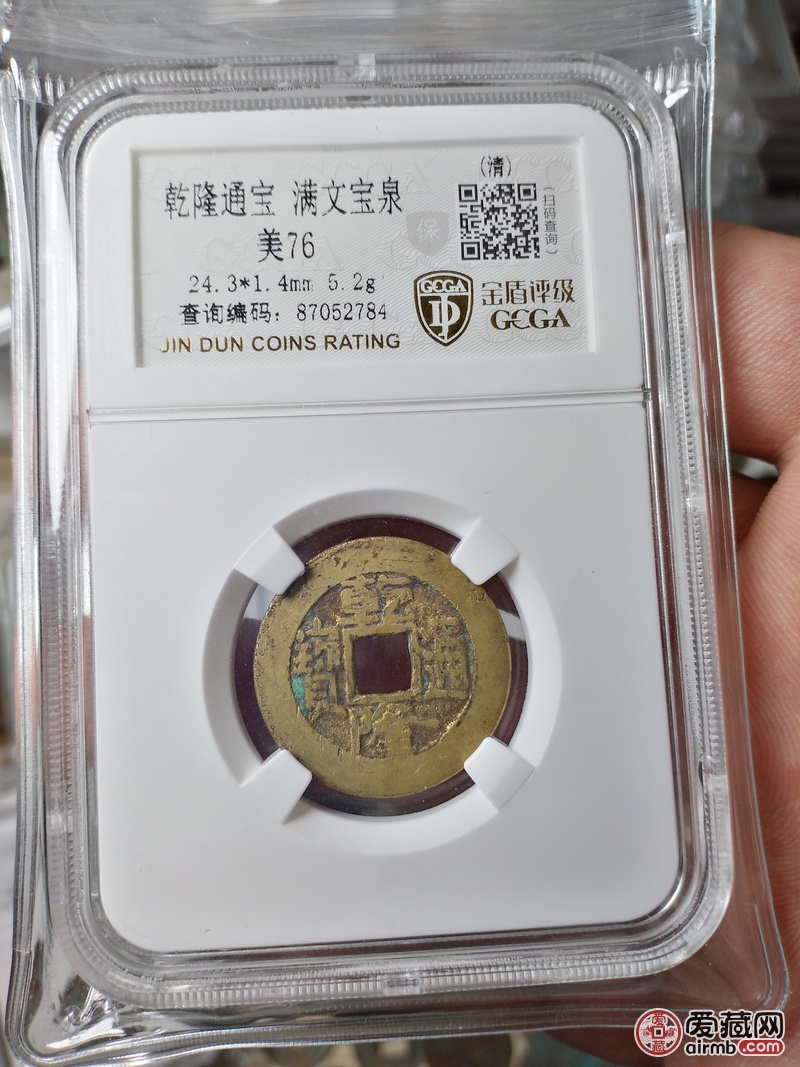 (清)
乾隆通宝 满文宝泉
美76
24.3*1.4mm 5.2g
查询编码: 87052784
JIN DUN COINS RATING
保
扫码查询
GCGA
金盾评级
GCGA
乾隆通寶
爱藏网
airmb.com